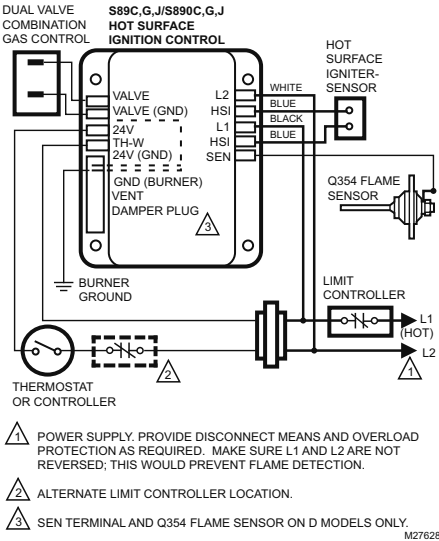 DUAL VALVE
COMBINATION
GAS CONTROL
S89C,G,J/S890C,G,J
HOT SURFACE
IGNITION CONTROL
HOT
SURFACE
IGNITER-
SENSOR
VALVE
VALVE (GND)
24V
TH-W
24V (GND)
GND (BURNER)
VENT
DAMPER PLUG
3
L2
HSI
L1
HSI
SEN
WHITE
BLUE
BLACK
BLUE
Q354 FLAME
SENSOR
BURNER
GROUND
LIMIT
CONTROLLER
L1
(HOT)
L2
1
2
THERMOSTAT
OR CONTROLLER
1 POWER SUPPLY. PROVIDE DISCONNECT MEANS AND OVERLOAD
PROTECTION AS REQUIRED. MAKE SURE L1 AND L2 ARE NOT
REVERSED; THIS WOULD PREVENT FLAME DETECTION.
2 ALTERNATE LIMIT CONTROLLER LOCATION.
3 SEN TERMINAL AND Q354 FLAME SENSOR ON D MODELS ONLY.
M27628